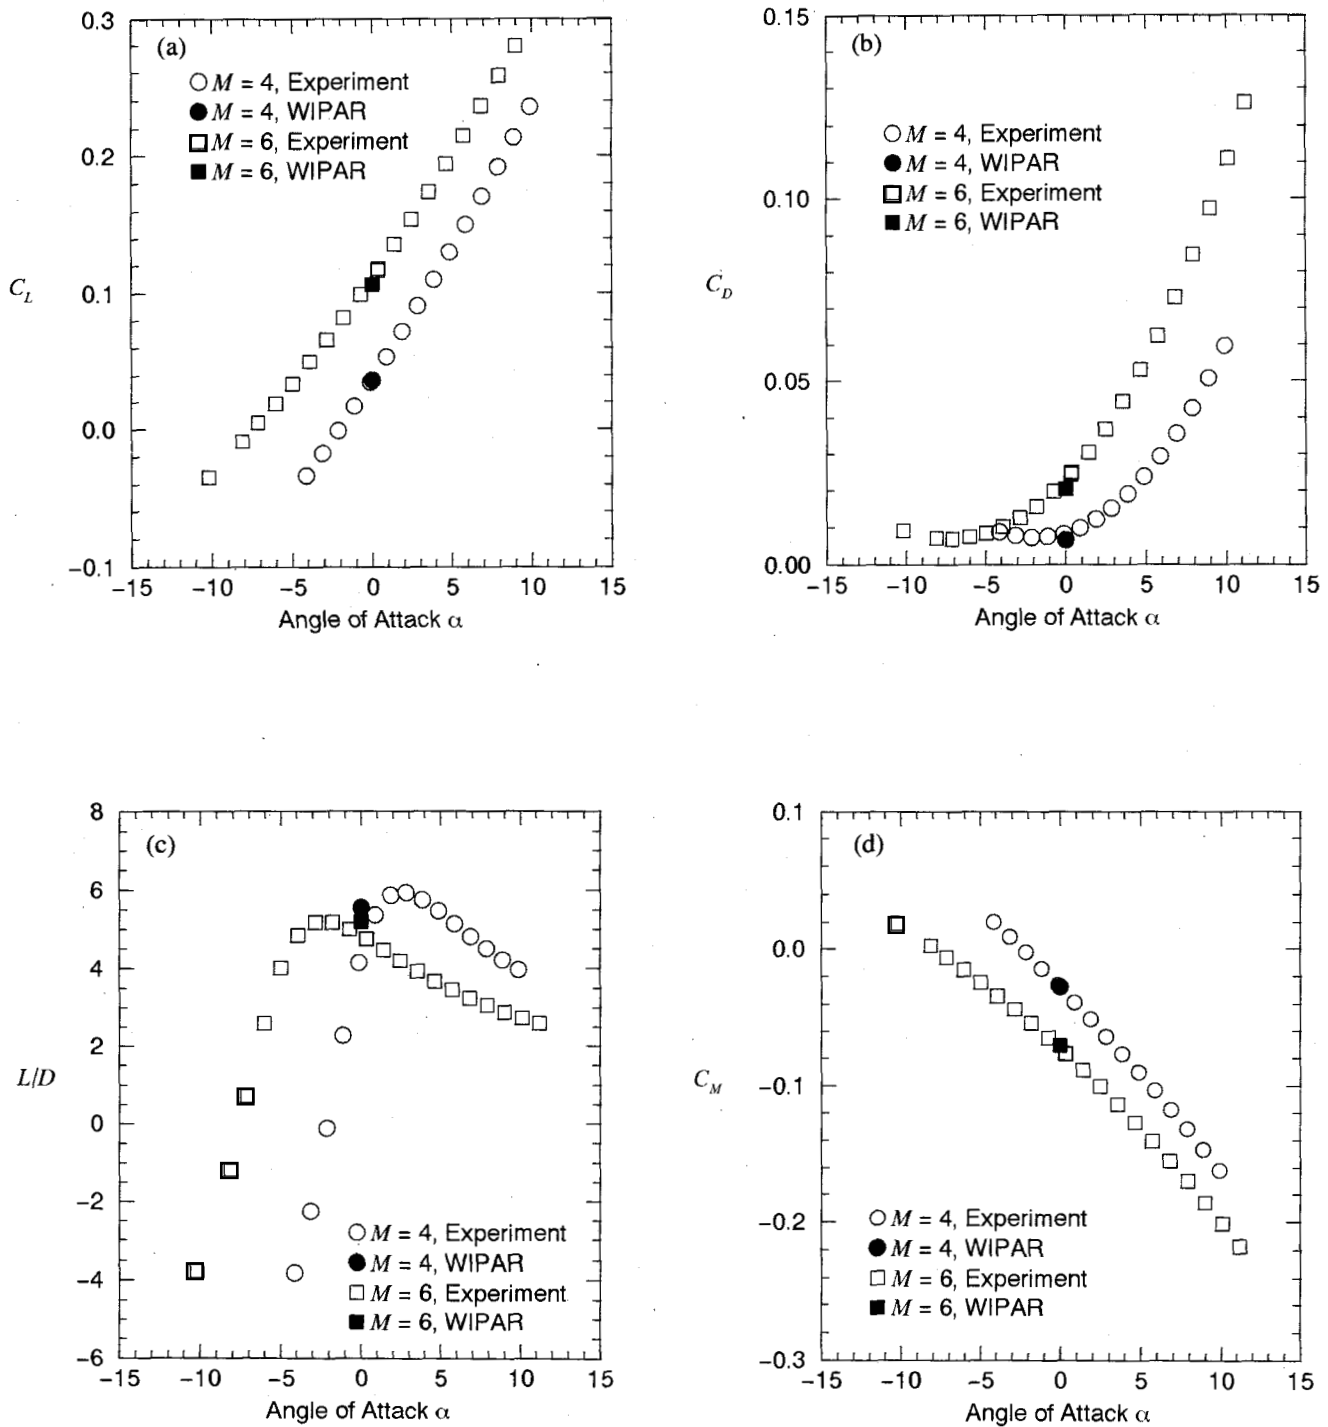 (a)
M = 4, Experiment
M = 4, WIPAR
M = 6, Experiment
M = 6, WIPAR
0.3
0.2
0.1
0.0
−0.1
C_L
−15 −10 −5 0 5 10 15
Angle of Attack α
(b)
M = 4, Experiment
M = 4, WIPAR
M = 6, Experiment
M = 6, WIPAR
0.15
0.10
0.05
0.00
C_D
−15 −10 −5 0 5 10 15
Angle of Attack α
(c)
8
6
4
2
0
−2
−4
−6
L/D
M = 4, Experiment
M = 4, WIPAR
M = 6, Experiment
M = 6, WIPAR
−15 −10 −5 0 5 10 15
Angle of Attack α
(d)
0.1
0.0
−0.1
−0.2
−0.3
C_M
M = 4, Experiment
M = 4, WIPAR
M = 6, Experiment
M = 6, WIPAR
−15 −10 −5 0 5 10 15
Angle of Attack α